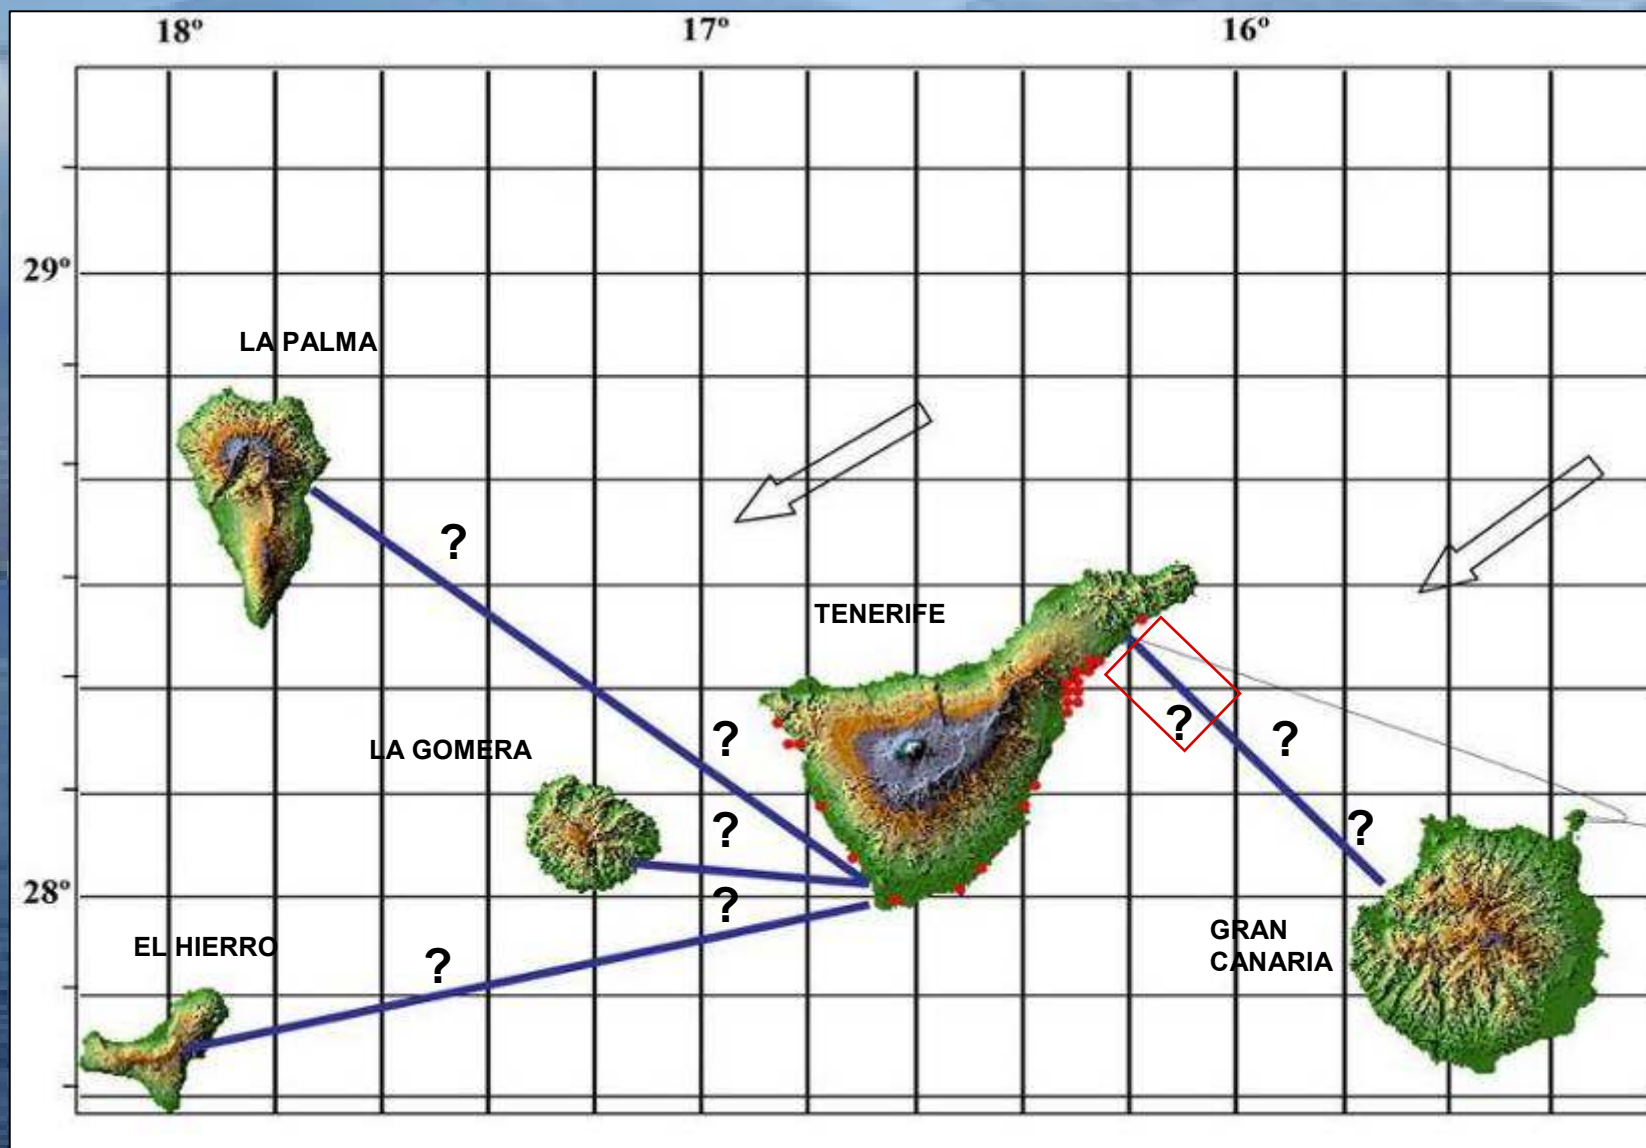 18º 17º 16º
29º
LA PALMA
?
TENERIFE
? ? ?
LA GOMERA
? ?
28º
?
GRAN
CANARIA
EL HIERRO
?